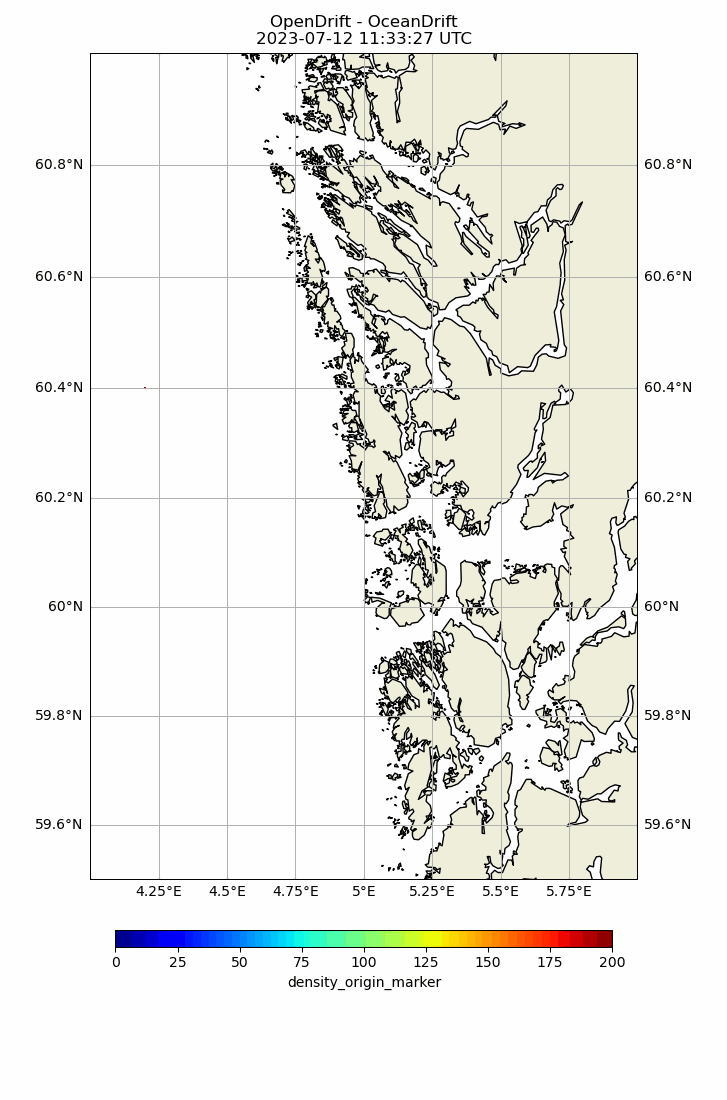 OpenDrift - OceanDrift
2023-07-12 11:33:27 UTC
60.8°N 60.8°N
60.6°N 60.6°N
60.4°N 60.4°N
60.2°N 60.2°N
60°N 60°N
59.8°N 59.8°N
59.6°N 59.6°N
4.25°E 4.5°E 4.75°E 5°E 5.25°E 5.5°E 5.75°E
0 25 50 75 100 125 150 175 200
density_origin_marker